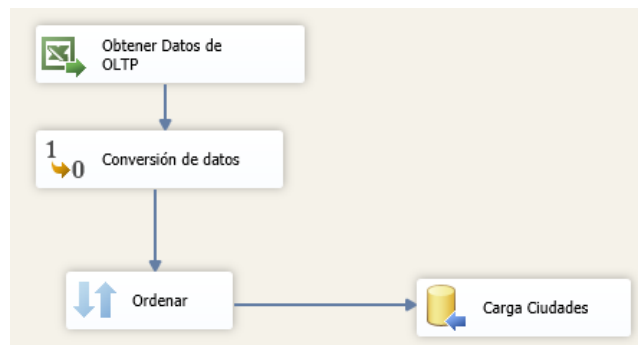 Obtener Datos de
OLTP
1
0
Conversión de datos
Ordenar
Carga Ciudades